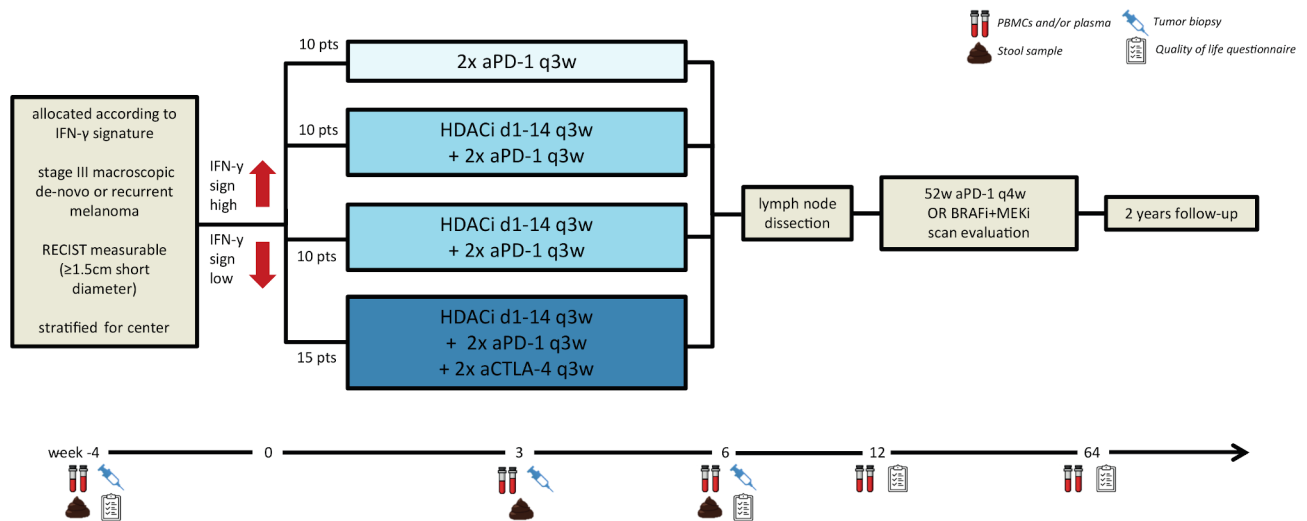 PBMCs and/or plasma
Tumor biopsy
Stool sample
Quality of life questionnaire
allocated according to
IFN-γ signature
stage III macroscopic
de-novo or recurrent
melanoma
RECIST measurable
(≥1.5cm short
diameter)
stratified for center
IFN-γ
sign
high
IFN-γ
sign
low
10 pts
2x aPD-1 q3w
10 pts
HDACi d1-14 q3w
+ 2x aPD-1 q3w
10 pts
HDACi d1-14 q3w
+ 2x aPD-1 q3w
15 pts
HDACi d1-14 q3w
+ 2x aPD-1 q3w
+ 2x aCTLA-4 q3w
lymph node
dissection
52w aPD-1 q4w
OR BRAFi+MEKi
scan evaluation
2 years follow-up
week -4 0 3 6 12 64